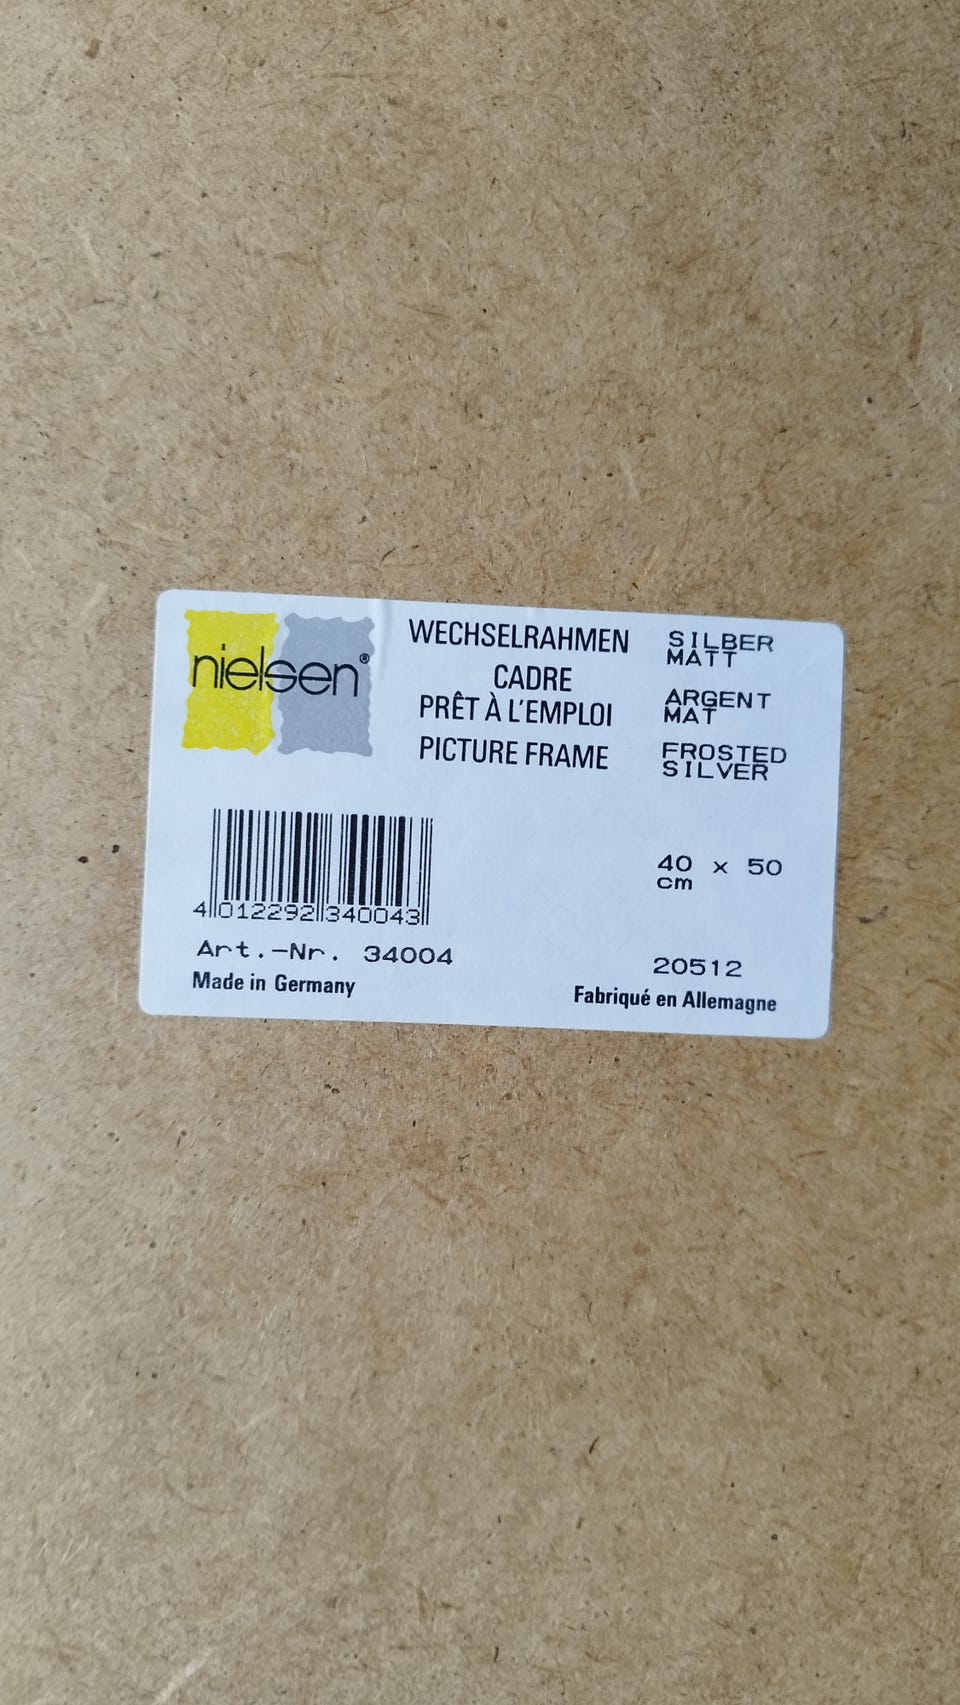 nielsen®
WECHSELRAHMEN
CADRE
PRÊT À L'EMPLOI
PICTURE FRAME
SILBER
MATT
ARGENT
MAT
FROSTED
SILVER
4 012292 340043
40 x 50
cm
Art.-Nr. 34004
20512
Made in Germany
Fabriqué en Allemagne